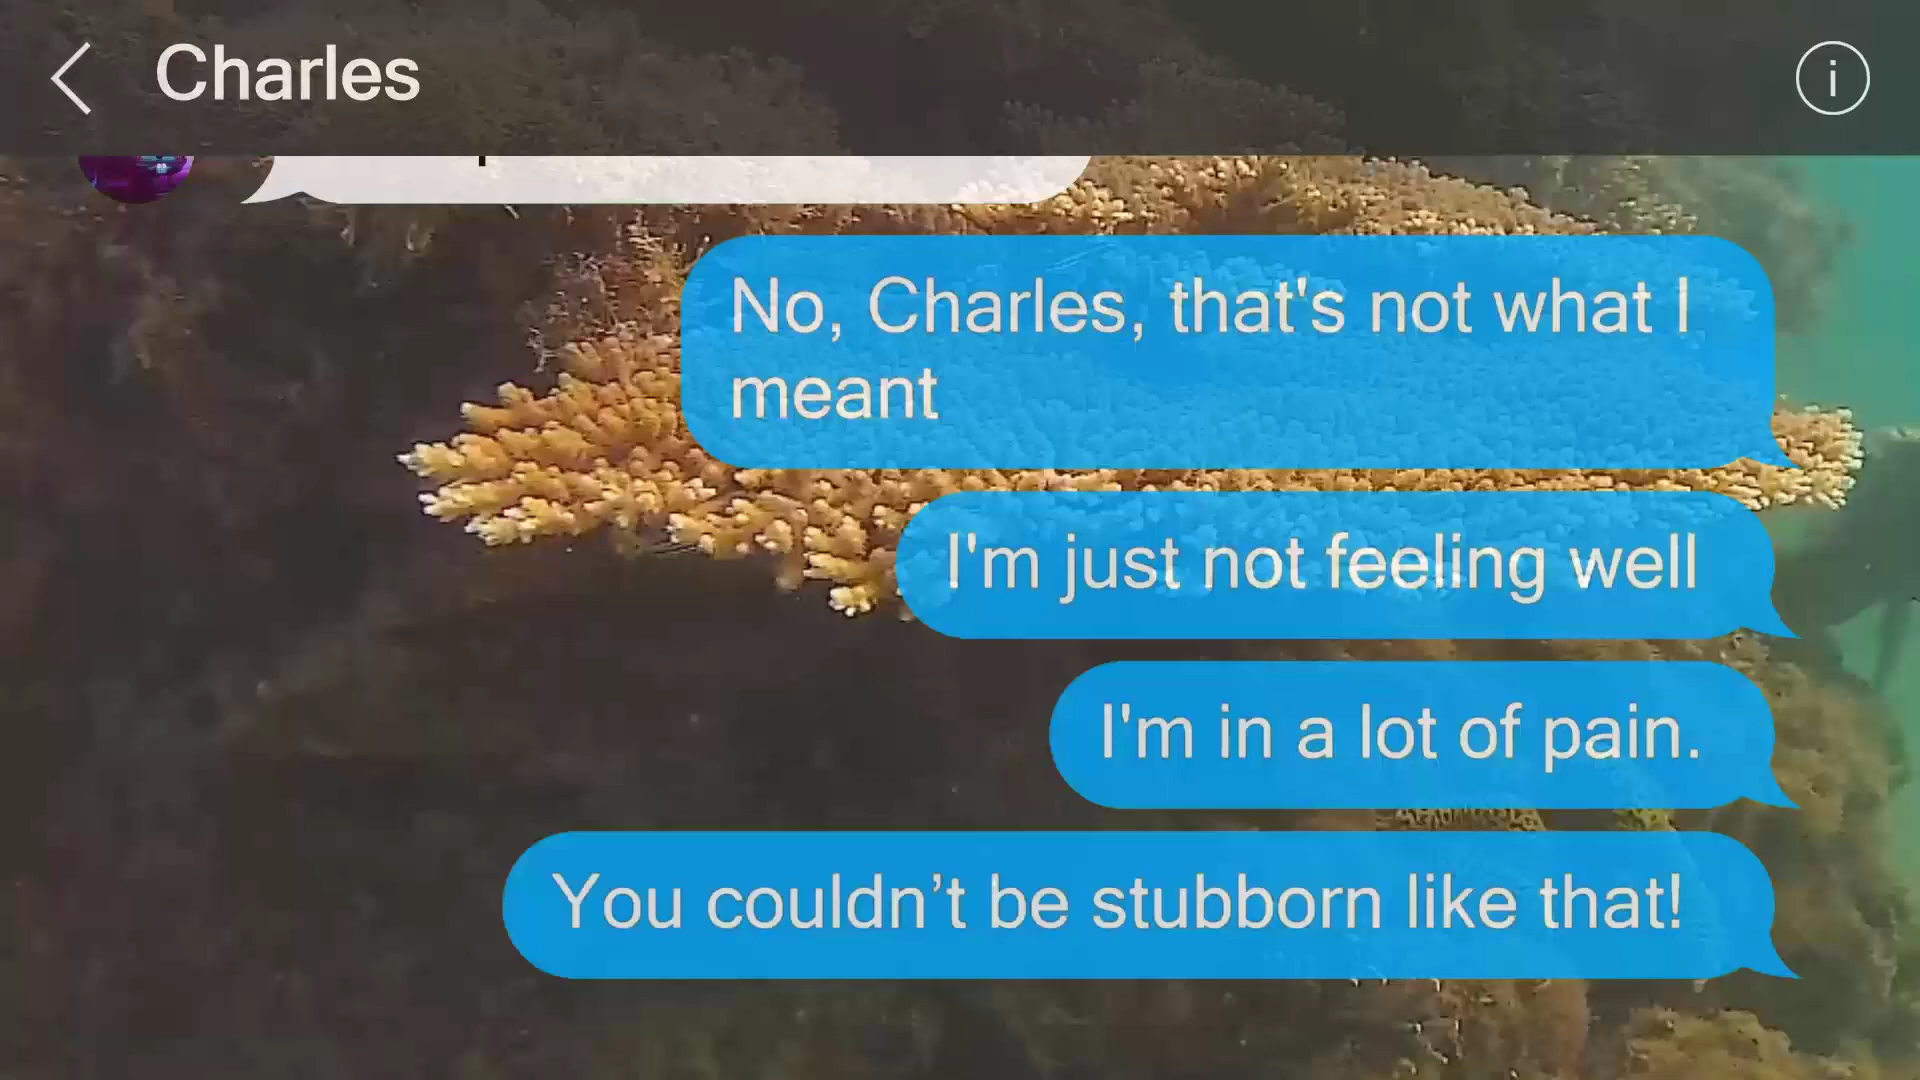 Charles
No, Charles, that's not what I
meant
I'm just not feeling well
I'm in a lot of pain.
You couldn’t be stubborn like that!